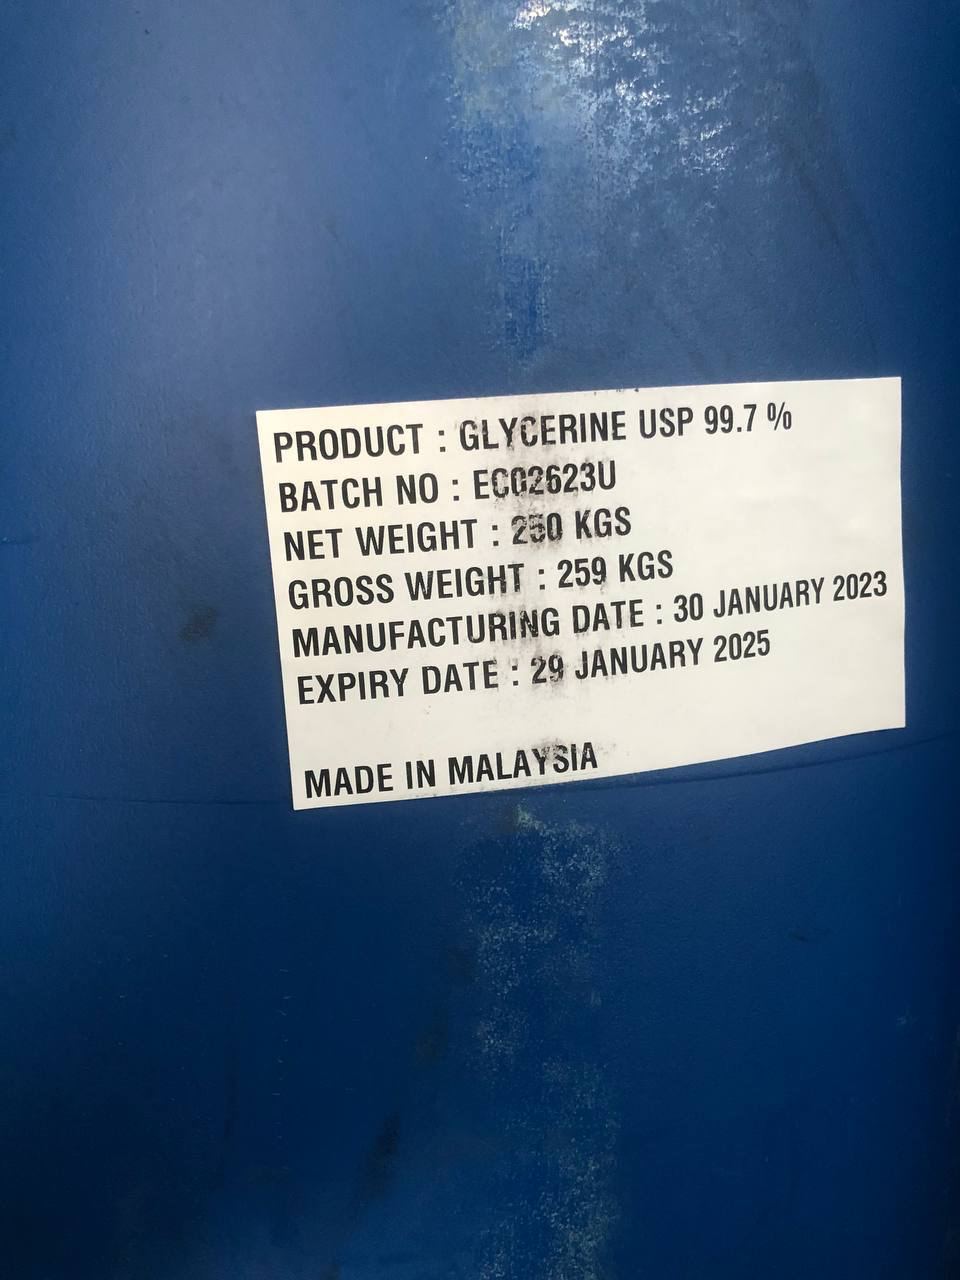 PRODUCT : GLYCERINE USP 99.7 %
BATCH NO : EC02623U
NET WEIGHT : 250 KGS
GROSS WEIGHT : 259 KGS
MANUFACTURING DATE : 30 JANUARY 2023
EXPIRY DATE : 29 JANUARY 2025
MADE IN MALAYSIA